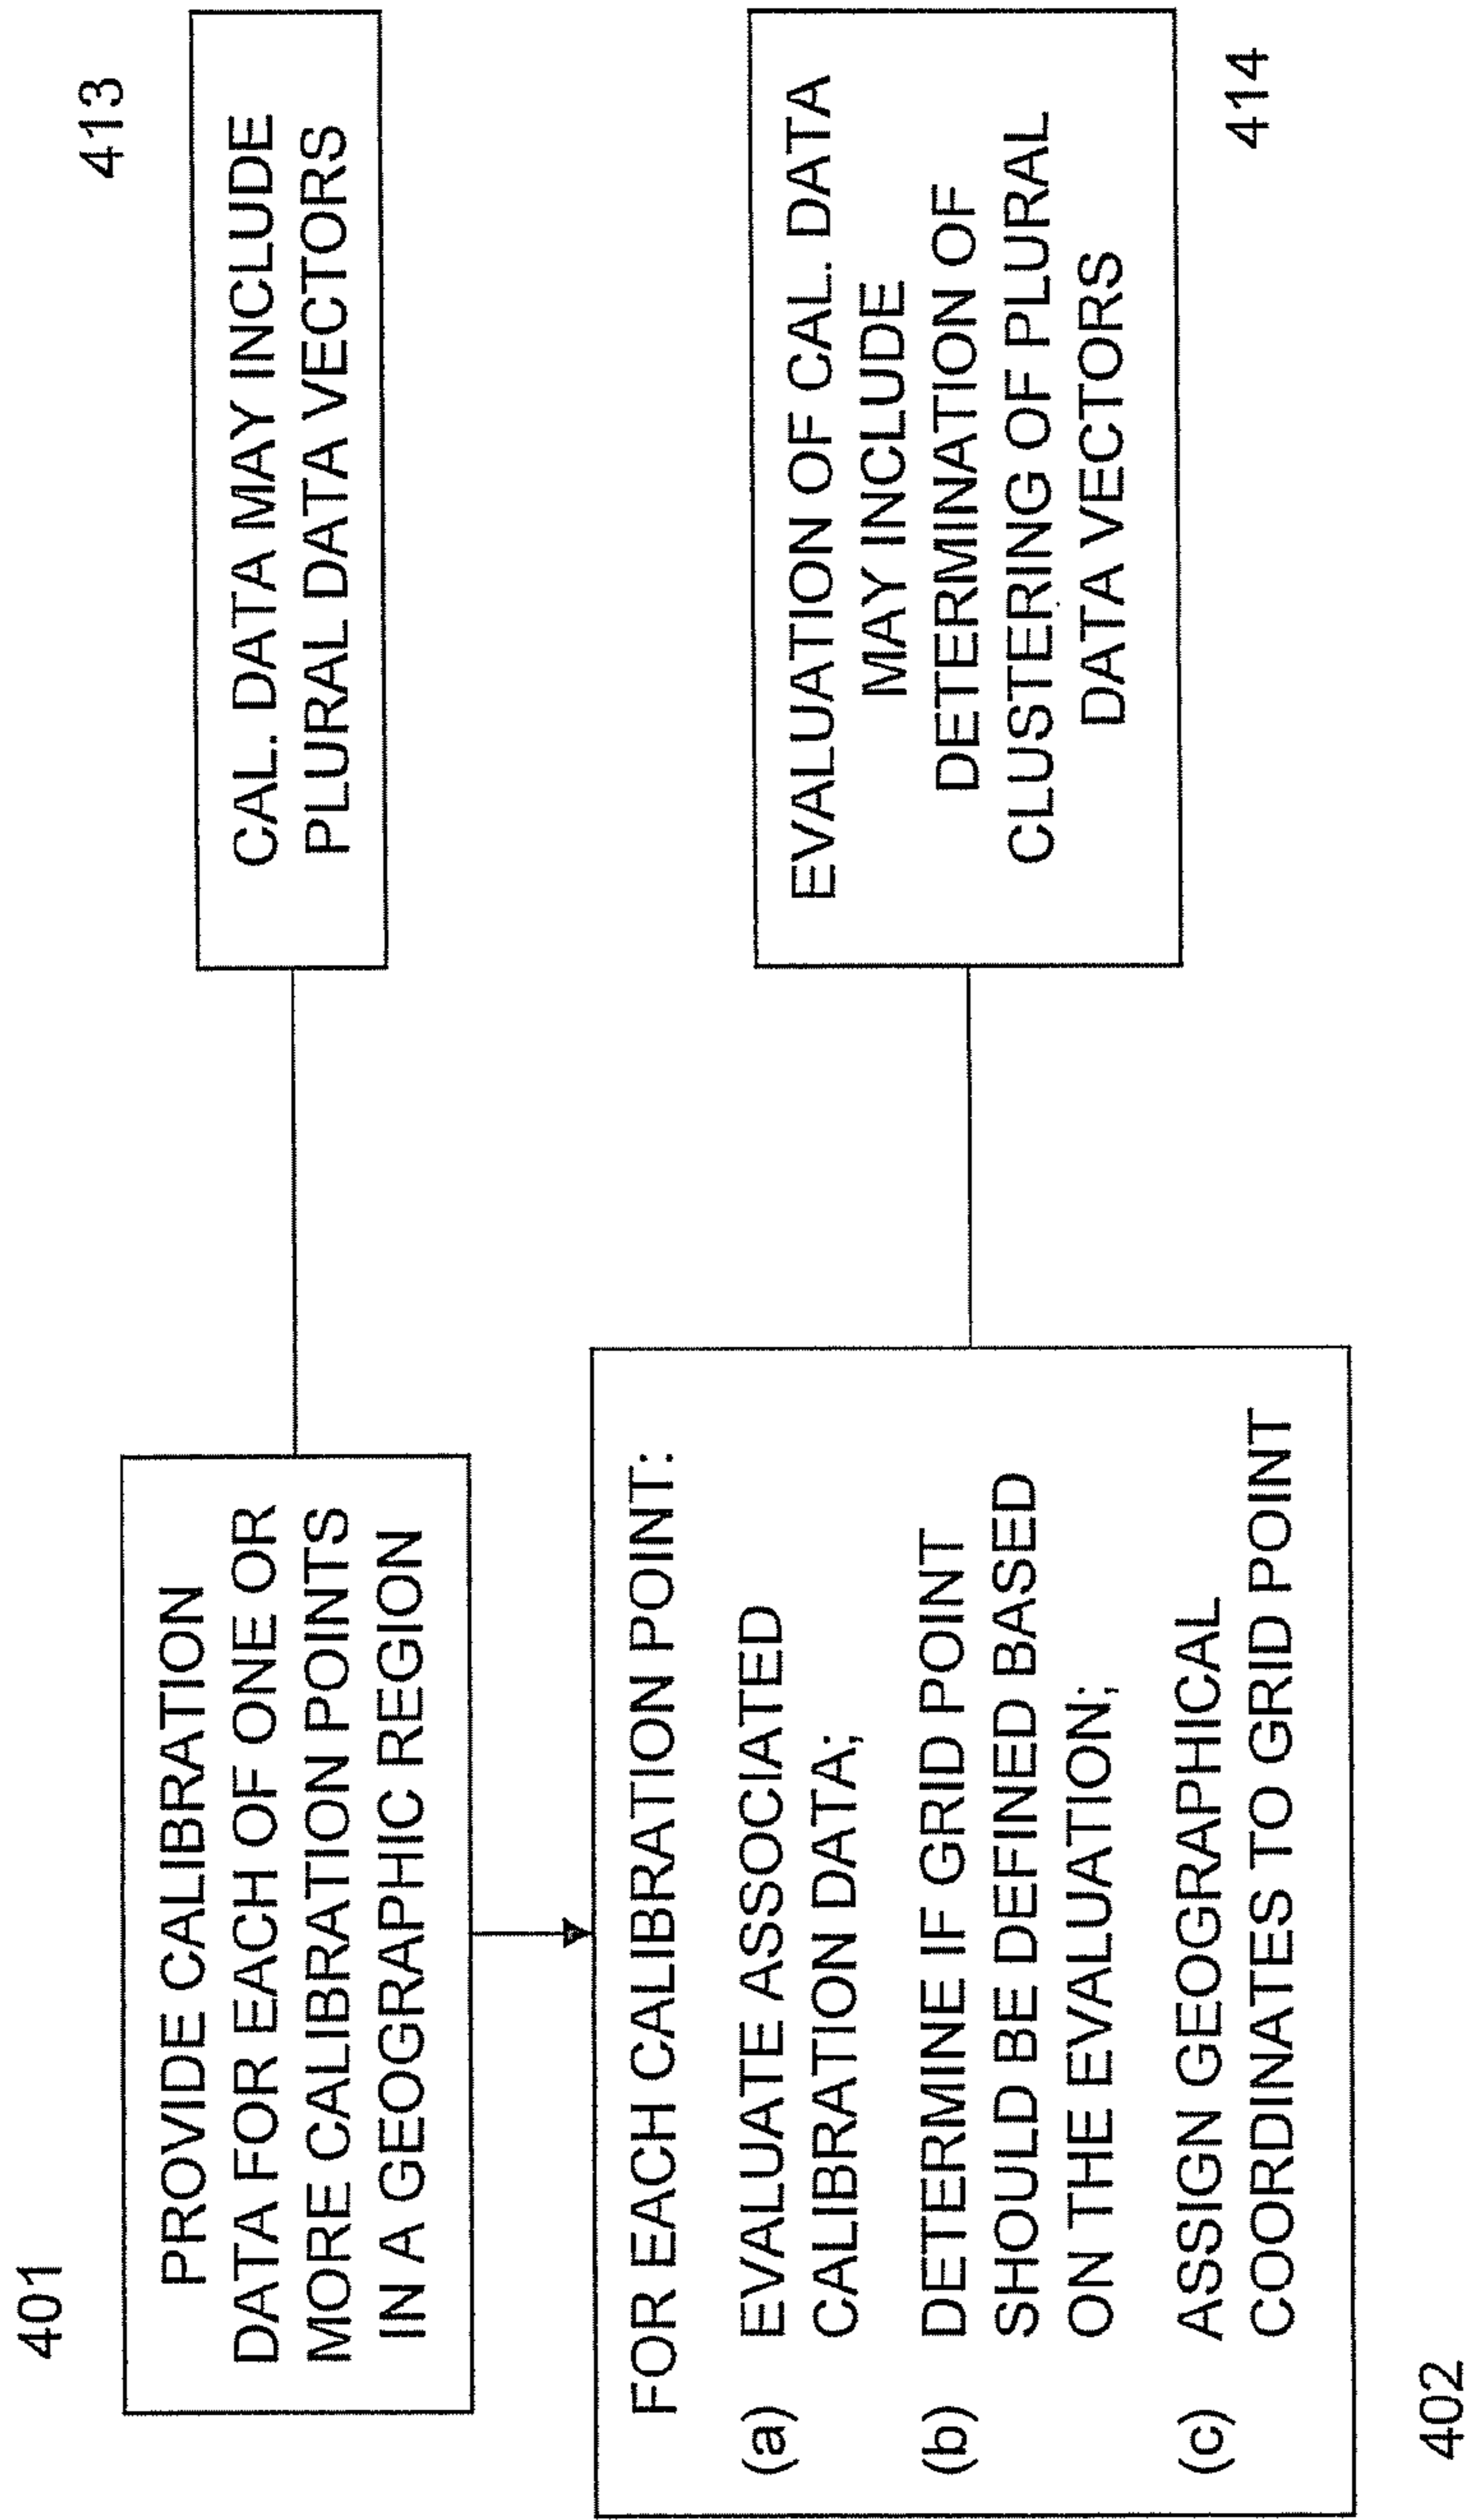 401
PROVIDE CALIBRATION
DATA FOR EACH OF ONE OR
MORE CALIBRATION POINTS
IN A GEOGRAPHIC REGION
413
CAL. DATA MAY INCLUDE
PLURAL DATA VECTORS
FOR EACH CALIBRATION POINT:
(a) EVALUATE ASSOCIATED
CALIBRATION DATA;
(b) DETERMINE IF GRID POINT
SHOULD BE DEFINED BASED
ON THE EVALUATION;
(c) ASSIGN GEOGRAPHICAL
COORDINATES TO GRID POINT
402
EVALUATION OF CAL. DATA
MAY INCLUDE
DETERMINATION OF
CLUSTERING OF PLURAL
DATA VECTORS
414